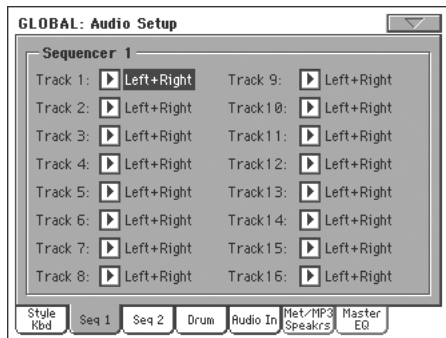 GLOBAL: Audio Setup
Sequencer 1
Track 1: Left+Right Track 9: Left+Right
Track 2: Left+Right Track10: Left+Right
Track 3: Left+Right Track11: Left+Right
Track 4: Left+Right Track12: Left+Right
Track 5: Left+Right Track13: Left+Right
Track 6: Left+Right Track14: Left+Right
Track 7: Left+Right Track15: Left+Right
Track 8: Left+Right Track16: Left+Right
Style Kbd Seq 1 Seq 2 Drum Audio In Met/MP3 Speakrs Master EQ